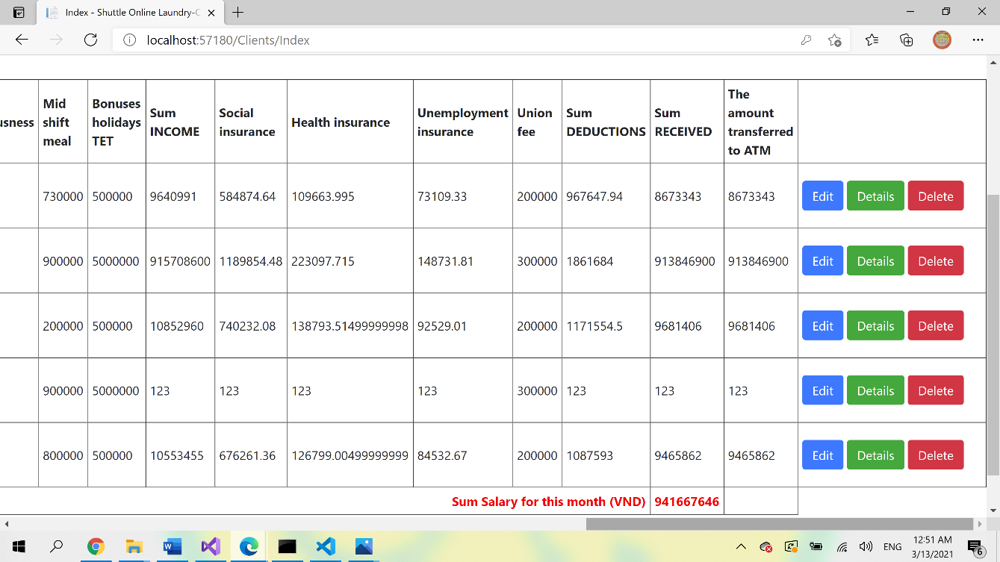 Index - Shuttle Online Laundry-C
localhost:57180/Clients/Index
usness
Mid
shift
meal
Bonuses
holidays
TET
Sum
INCOME
Social
insurance
Health insurance
Unemployment
insurance
Union
fee
Sum
DEDUCTIONS
Sum
RECEIVED
The
amount
transferred
to ATM
730000 500000 9640991 584874.64 109663.995 73109.33 200000 967647.94 8673343 8673343 Edit Details Delete
900000 5000000 915708600 1189854.48 223097.715 148731.81 300000 1861684 913846900 913846900 Edit Details Delete
200000 500000 10852960 740232.08 138793.51499999998 92529.01 200000 1171554.5 9681406 9681406 Edit Details Delete
900000 5000000 123 123 123 123 300000 123 123 123 Edit Details Delete
800000 500000 10553455 676261.36 126799.00499999999 84532.67 200000 1087593 9465862 9465862 Edit Details Delete
Sum Salary for this month (VND) 941667646
ENG
12:51 AM
3/13/2021
6